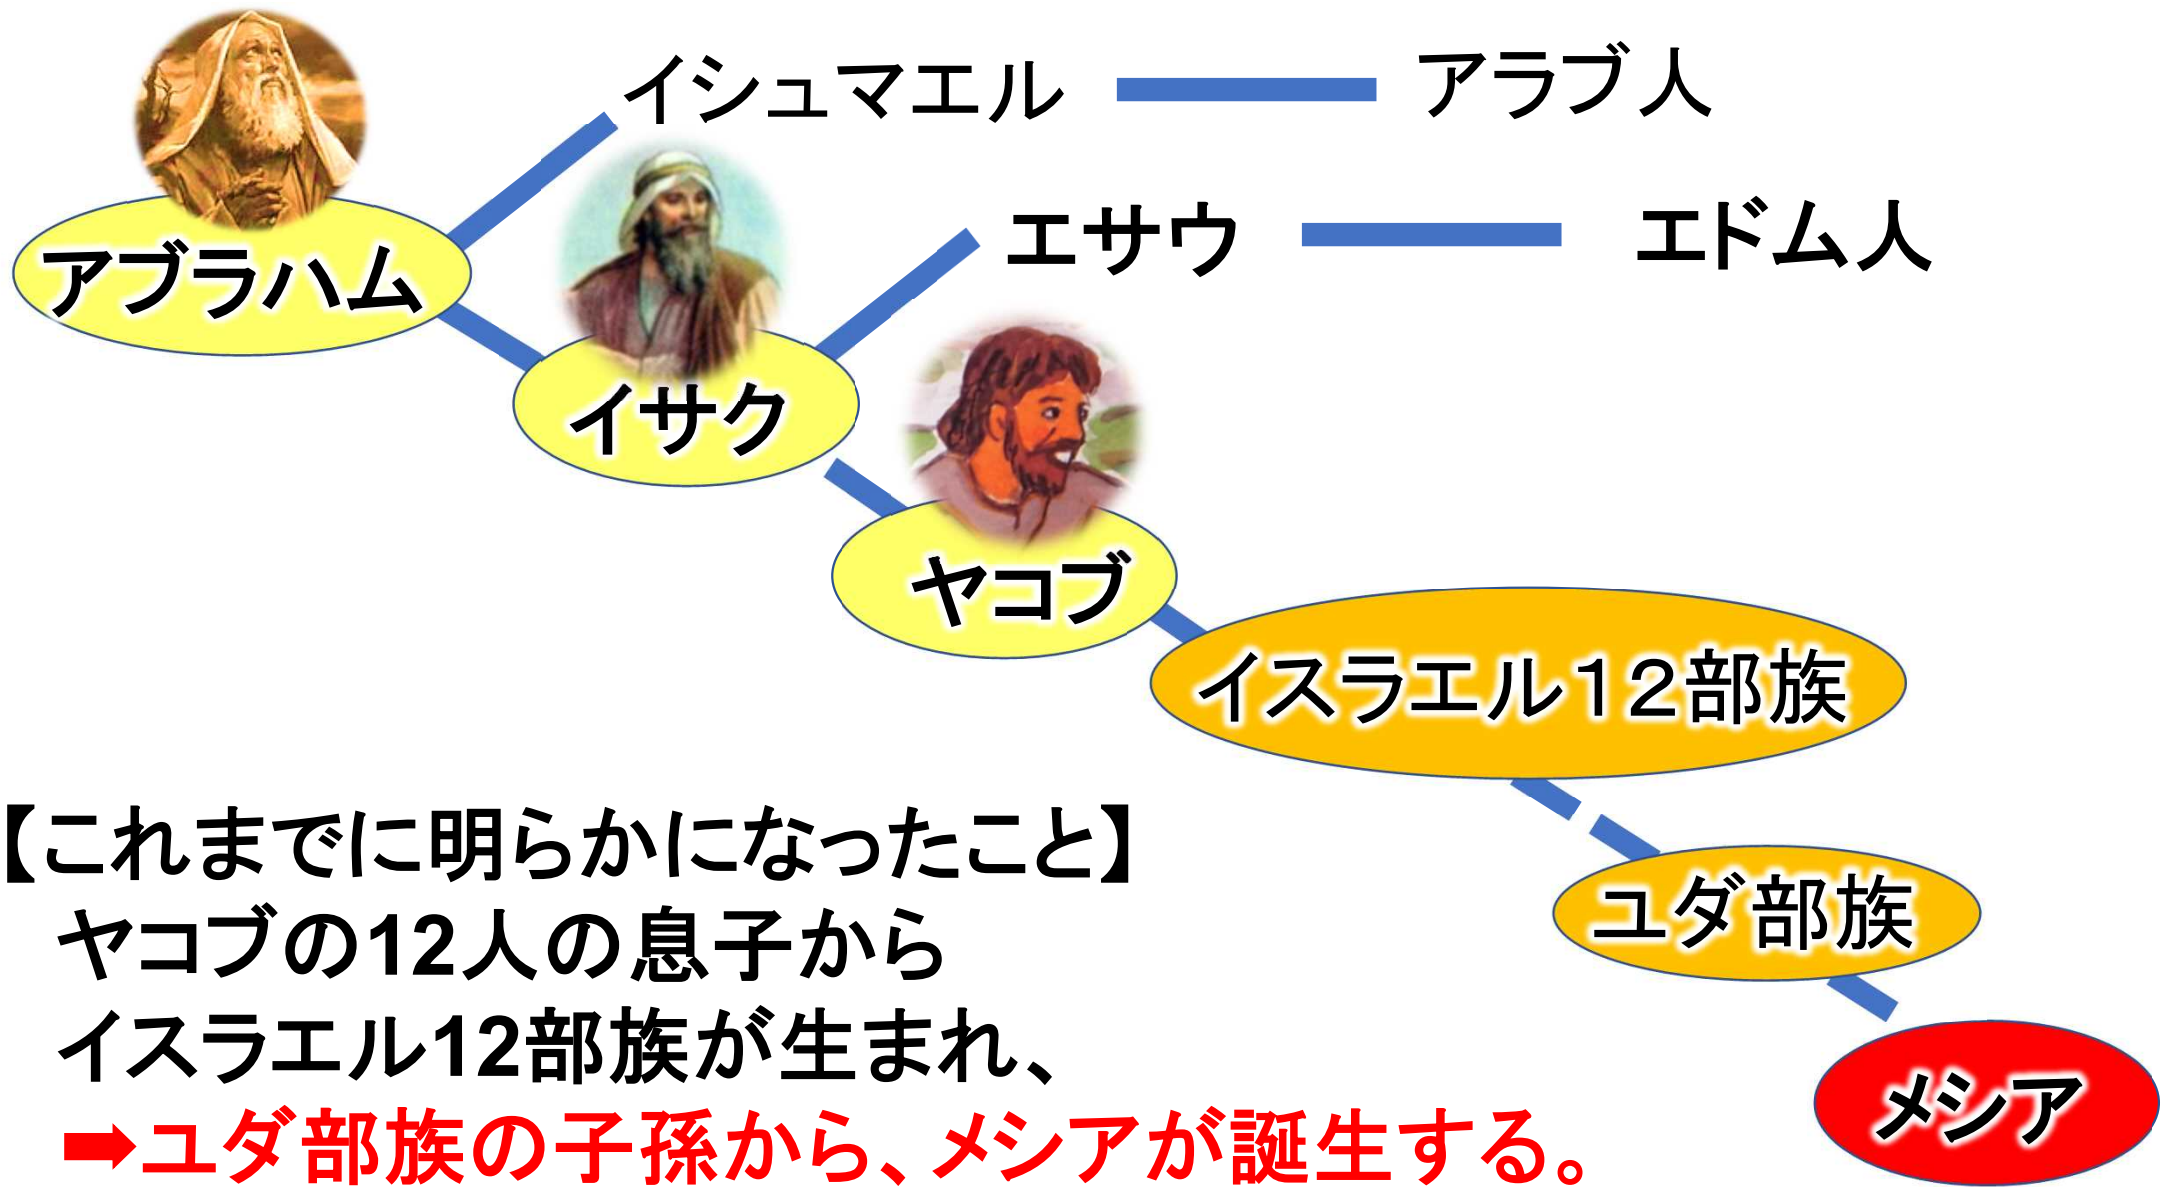 イシュマエル
アラブ人
アブラハム
エサウ
エドム人
イサク
ヤコブ
イスラエル１２部族
【これまでに明らかになったこと】
ヤコブの12人の息子から
ユダ部族
イスラエル12部族が生まれ、
メシア
➡ユダ部族の子孫から、メシアが誕生する。